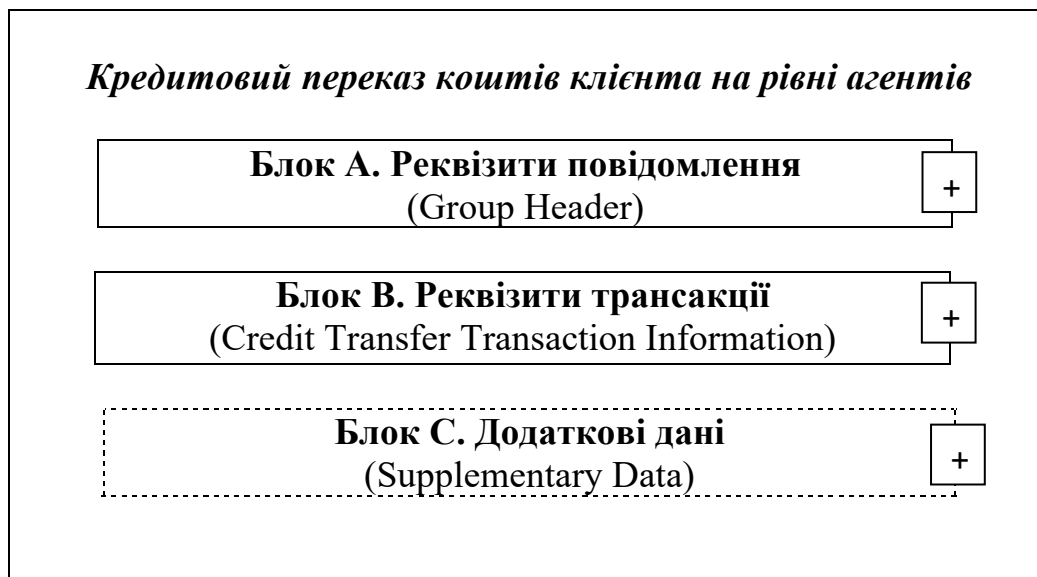 Кредитовий переказ коштів клієнта на рівні агентів
Блок А. Реквізити повідомлення
(Group Header)
+
Блок В. Реквізити трансакції
(Credit Transfer Transaction Information)
+
Блок С. Додаткові дані
(Supplementary Data)
+